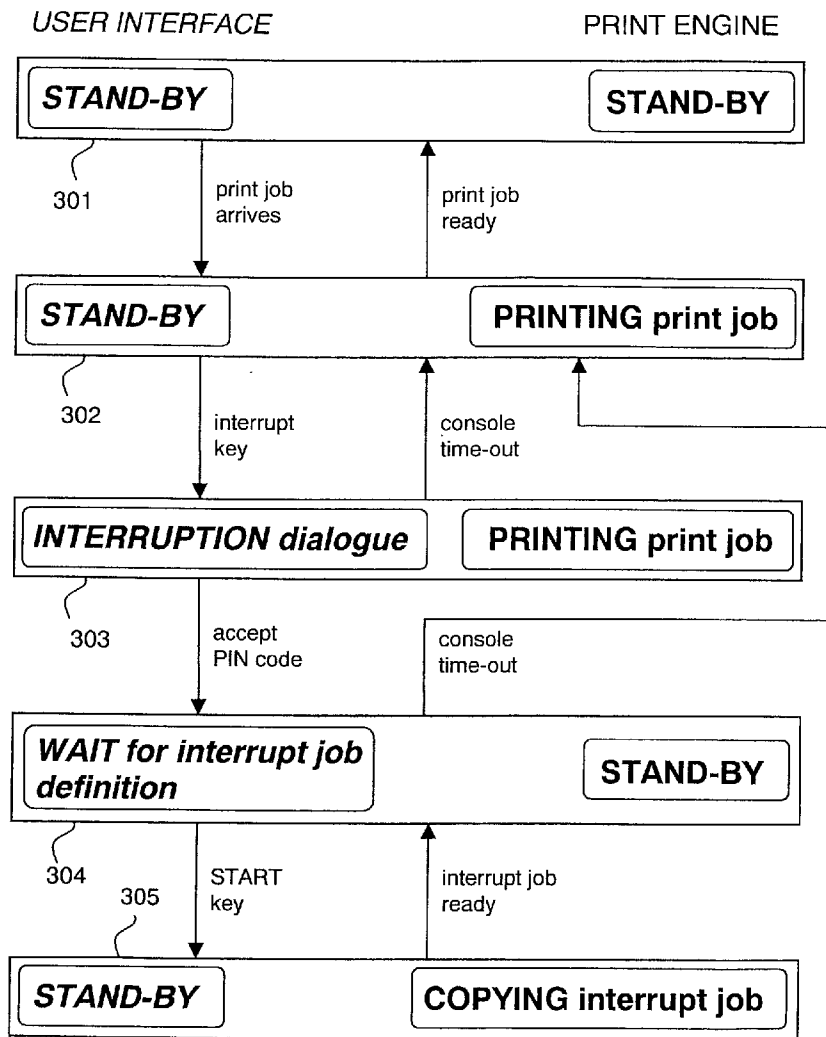 USER INTERFACE
PRINT ENGINE
STAND-BY
STAND-BY
301
print job
arrives
print job
ready
STAND-BY
PRINTING print job
302
interrupt
key
console
time-out
INTERRUPTION dialogue
PRINTING print job
303
accept
PIN code
console
time-out
WAIT for interrupt job
definition
STAND-BY
304
305
START
key
interrupt job
ready
STAND-BY
COPYING interrupt job